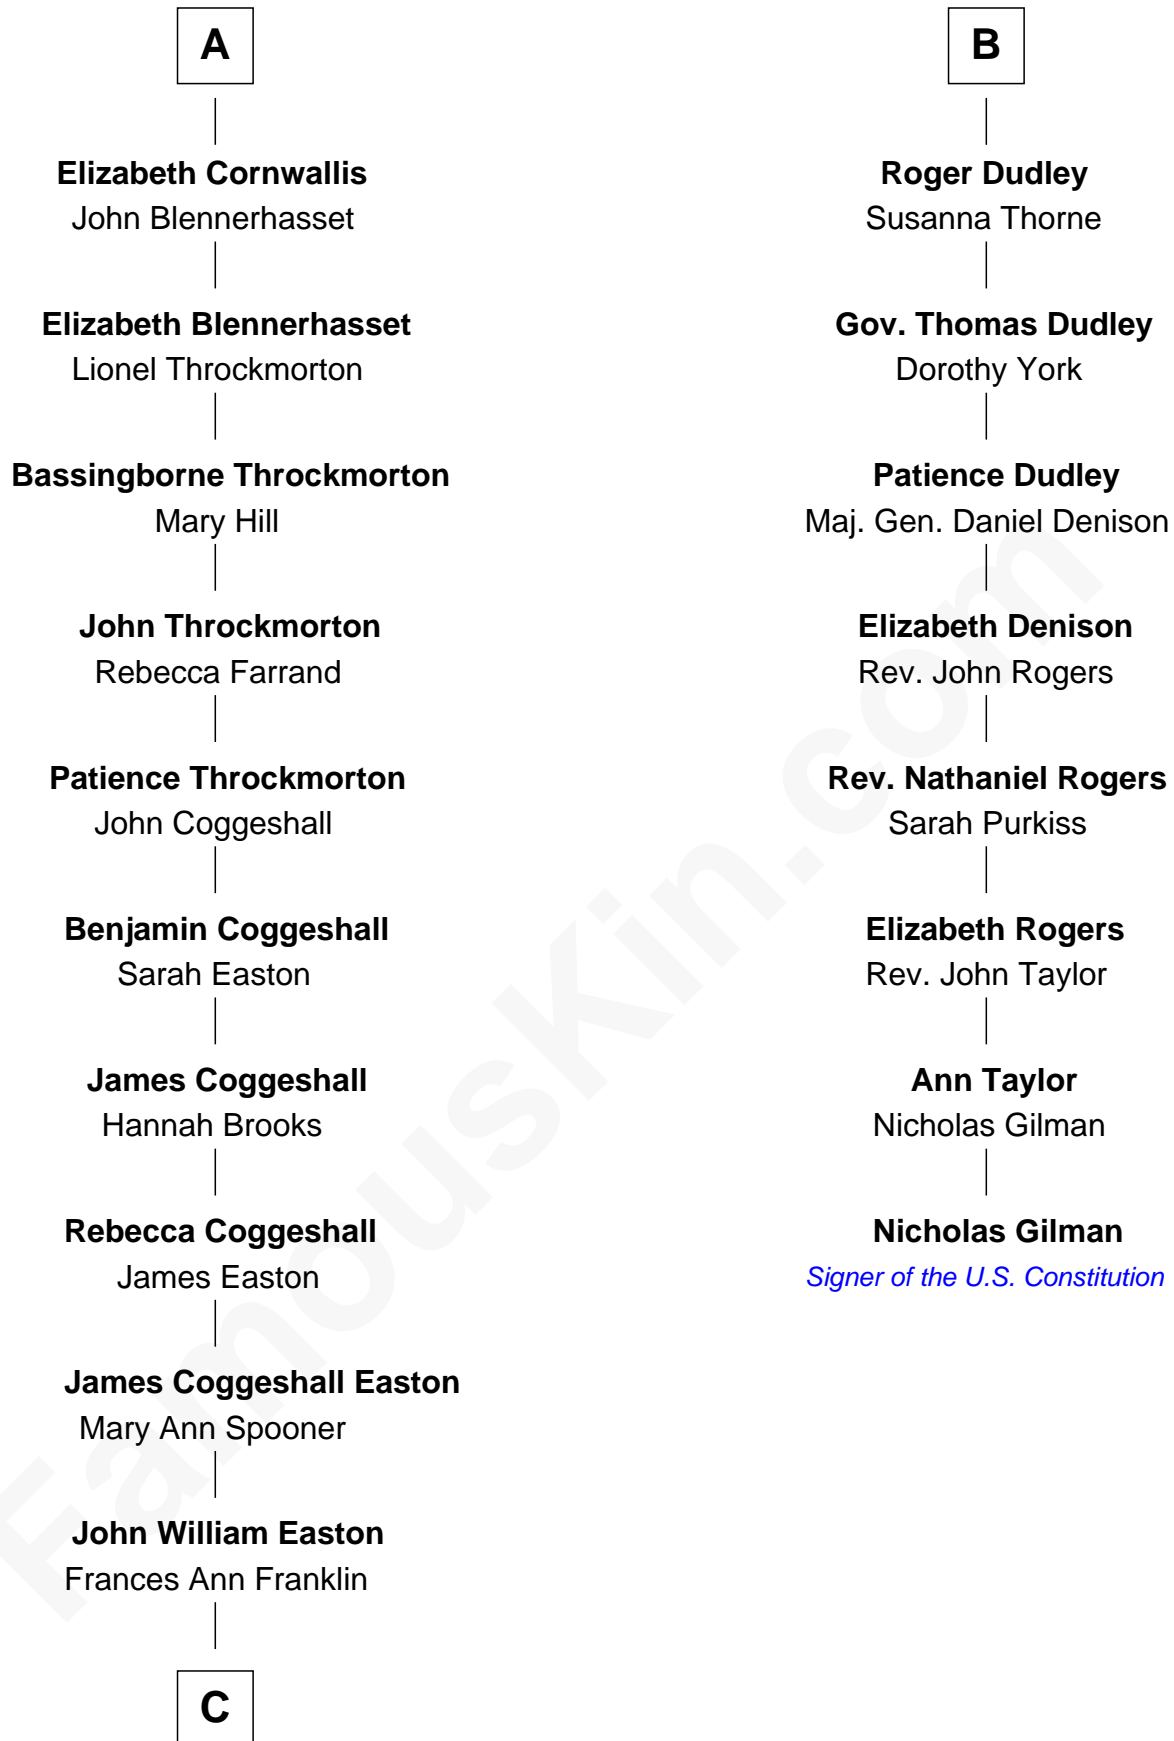 A
Elizabeth Cornwallis
John Blennerhasset
Elizabeth Blennerhasset
Lionel Throckmorton
Bassingborne Throckmorton
Mary Hill
John Throckmorton
Rebecca Farrand
Patience Throckmorton
John Coggeshall
Benjamin Coggeshall
Sarah Easton
James Coggeshall
Hannah Brooks
Rebecca Coggeshall
James Easton
James Coggeshall Easton
Mary Ann Spooner
John William Easton
Frances Ann Franklin
C
B
Roger Dudley
Susanna Thorne
Gov. Thomas Dudley
Dorothy York
Patience Dudley
Maj. Gen. Daniel Denison
Elizabeth Denison
Rev. John Rogers
Rev. Nathaniel Rogers
Sarah Purkiss
Elizabeth Rogers
Rev. John Taylor
Ann Taylor
Nicholas Gilman
Nicholas Gilman
Signer of the U.S. Constitution
FamousKin.com